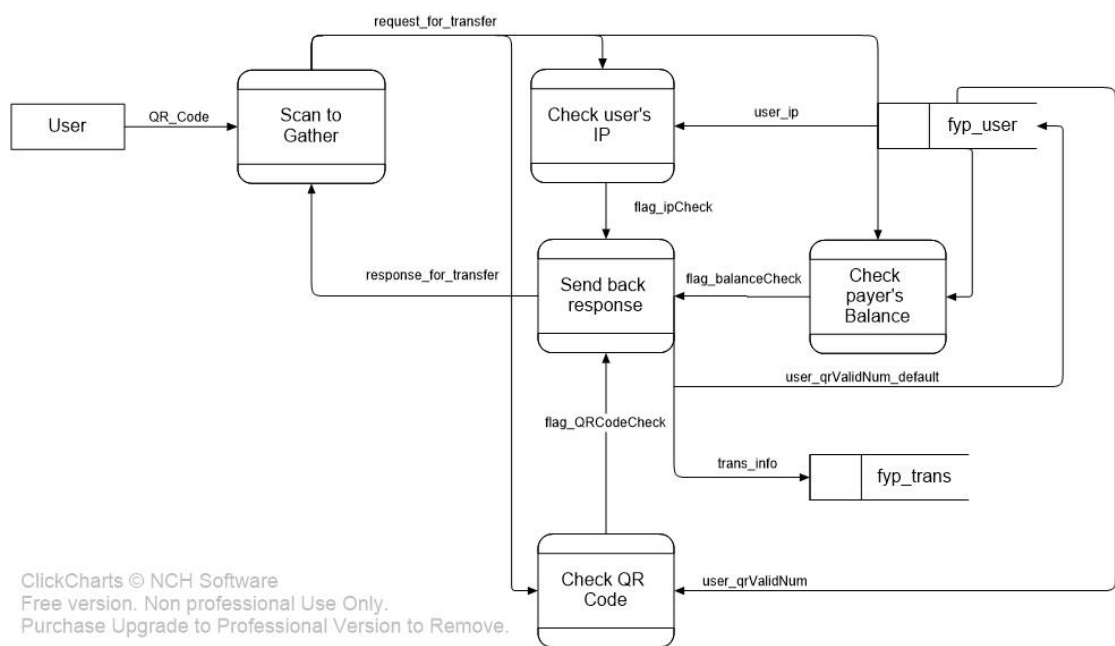 request_for_transfer
User
QR_Code
Scan to
Gather
Check user's
IP
user_ip
fyp_user
flag_ipCheck
response_for_transfer
Send back
response
flag_balanceCheck
Check
payer's
Balance
user_qrValidNum_default
flag_QRCodeCheck
trans_info
fyp_trans
Check QR
Code
user_qrValidNum
ClickCharts © NCH Software
Free version. Non professional Use Only.
Purchase Upgrade to Professional Version to Remove.